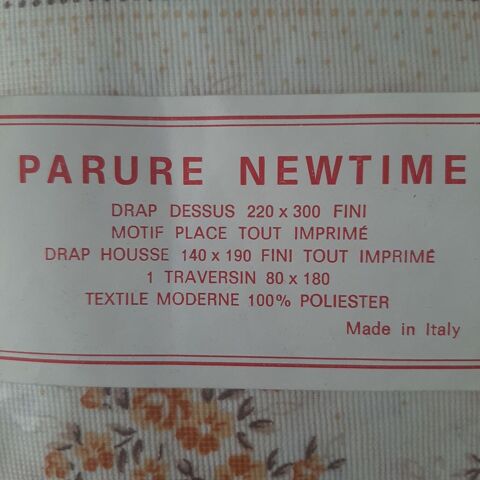 PARURE NEWTIME
DRAP DESSUS 220 x 300 FINI
MOTIF PLACE TOUT IMPRIMÉ
DRAP HOUSSE 140 x 190 FINI TOUT IMPRIMÉ
1 TRAVERSIN 80 x 180
TEXTILE MODERNE 100% POLIESTER
Made in Italy